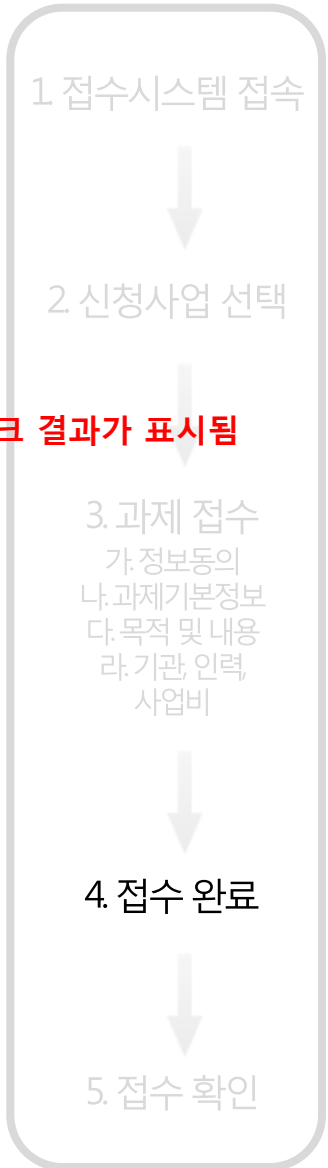 1. 접수시스템 접속
2. 신청사업 선택
크 결과가 표시됨
3. 과제 접수
가. 정보동의
나. 과제기본정보
다. 목적 및 내용
라. 기관, 인력,
사업비
4. 접수 완료
5. 접수 확인